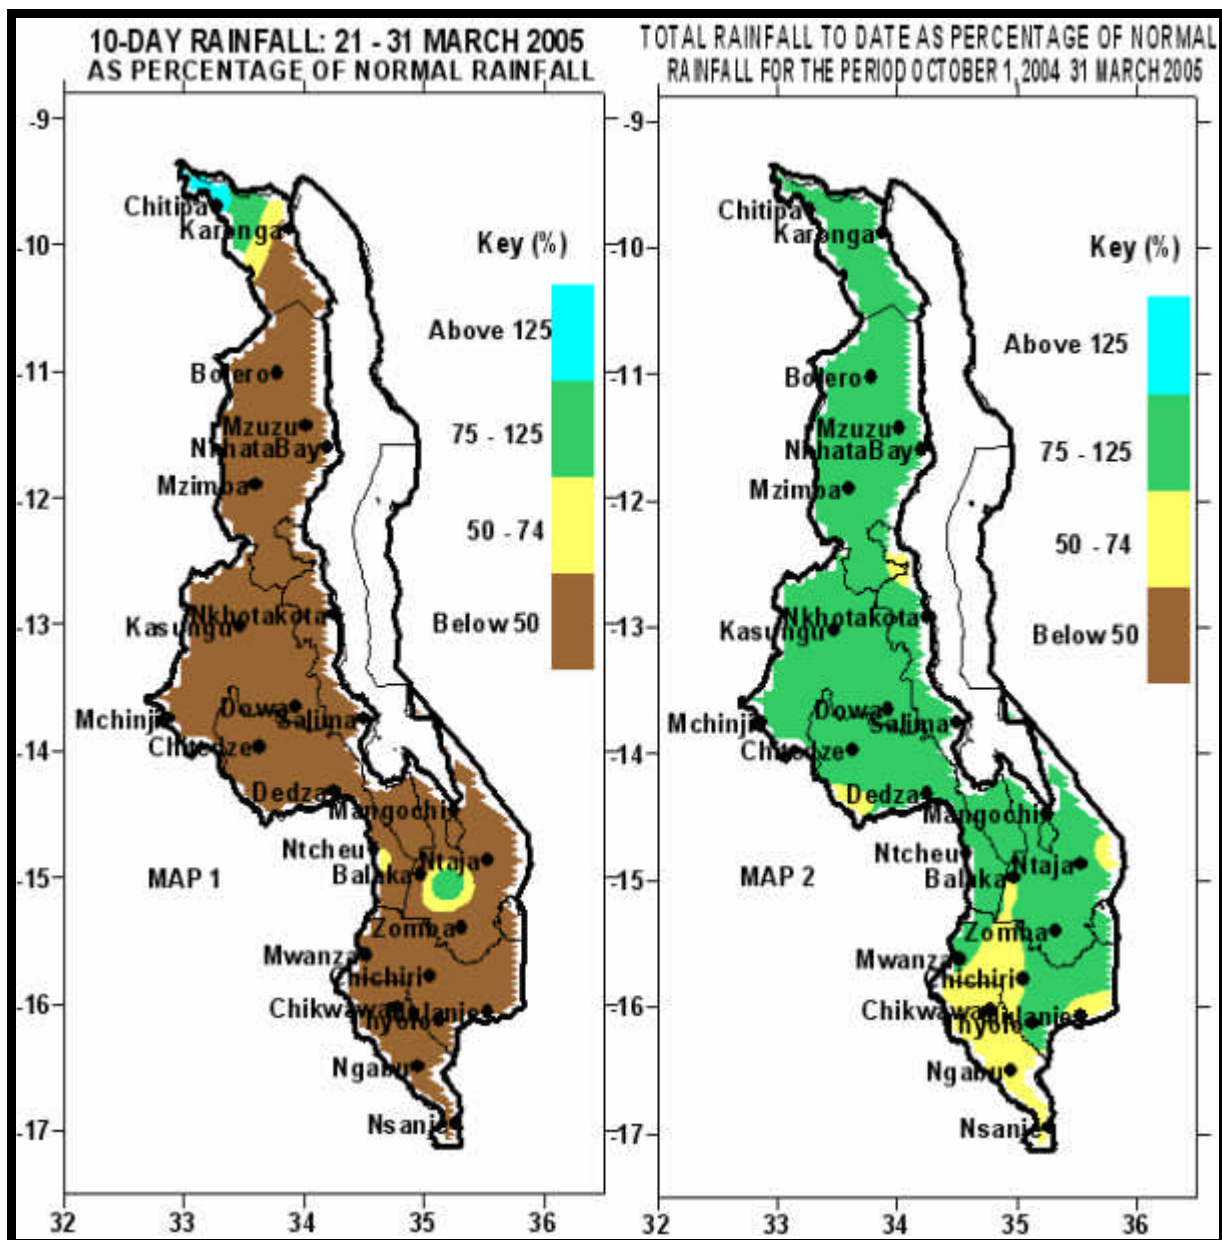 10-DAY RAINFALL: 21 - 31 MARCH 2005
AS PERCENTAGE OF NORMAL RAINFALL
-9
Chitipa
Karonga
-10
Key (%)
Above 125
Bolero
-11
Mzuzu
75 - 125
NkhataBay
Mzimba
-12
50 - 74
Nkhotakota
Below 50
Kasungu
-13
Dowa
Mchinji
Salima
Chitedze
-14
Dedza
Mangochi
Ntcheu
Ntaja
Balaka
MAP 1
-15
Zomba
Mwanza
Chichiri
Chikwawa
-16
Ngabu
Nsanje
-17
32
33
34
35
36
TOTAL RAINFALL TO DATE AS PERCENTAGE OF NORMAL
RAINFALL FOR THE PERIOD OCTOBER 1, 2004 31 MARCH 2005
-9
Chitipa
Karonga
-10
Key (%)
Above 125
Bolero
-11
Mzuzu
NkhataBay
75 - 125
Mzimba
-12
50 - 74
Nkhotakota
Kasungu
Below 50
-13
Dowa
Mchinji
Salima
Chitedze
-14
Dedza
Mangochi
Ntcheu
Ntaja
Balaka
MAP 2
-15
Zomba
Mwanza
Chichiri
Chikwawa
-16
Ngabu
Nsanje
-17
32
33
34
35
36